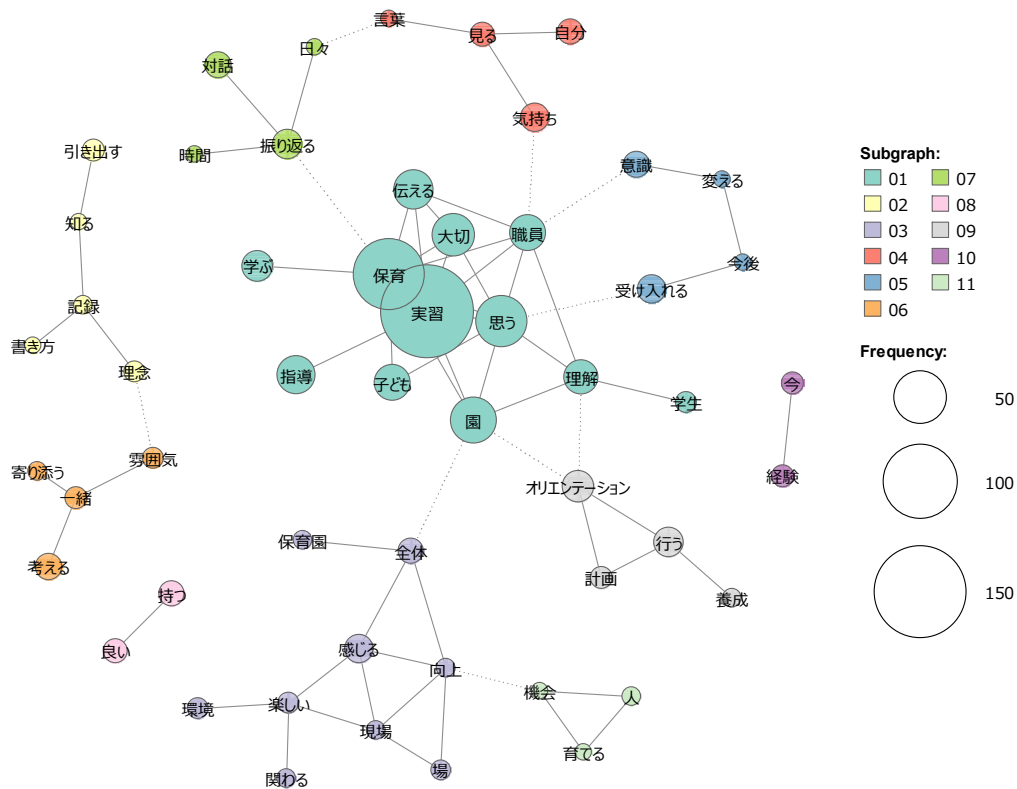 言葉
見る
自分
日々
対話
気持ち
振り返る
時間
引き出す
意識
変える
伝える
知る
大切
職員
学ぶ
保育
今後
受け入れる
記録
実習
思う
書き方
理念
指導
子ども
理解
学生
今
園
雰囲気
寄り添う
一緒
経験
オリエンテーション
考える
保育園
全体
行う
計画
養成
持つ
良い
感じる
向上
機会
人
環境
楽しい
現場
育てる
関わる
場
Subgraph:
01
02
03
04
05
06
07
08
09
10
11
Frequency:
50
100
150